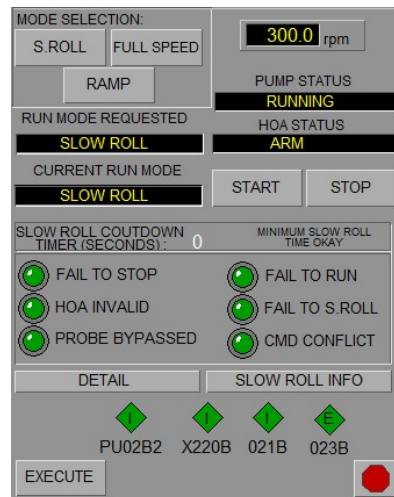 MODE SELECTION:
S.ROLL
FULL SPEED
RAMP
300.0 rpm
PUMP STATUS
RUNNING
RUN MODE REQUESTED
SLOW ROLL
HOA STATUS
ARM
CURRENT RUN MODE
SLOW ROLL
START
STOP
SLOW ROLL COUTDOWN
TIMER (SECONDS) : 0
MINIMUM SLOW ROLL
TIME OKAY
FAIL TO STOP
FAIL TO RUN
HOA INVALID
FAIL TO S.ROLL
PROBE BYPASSED
CMD CONFLICT
DETAIL
SLOW ROLL INFO
I I I E
PU02B2 X220B 021B 023B
EXECUTE